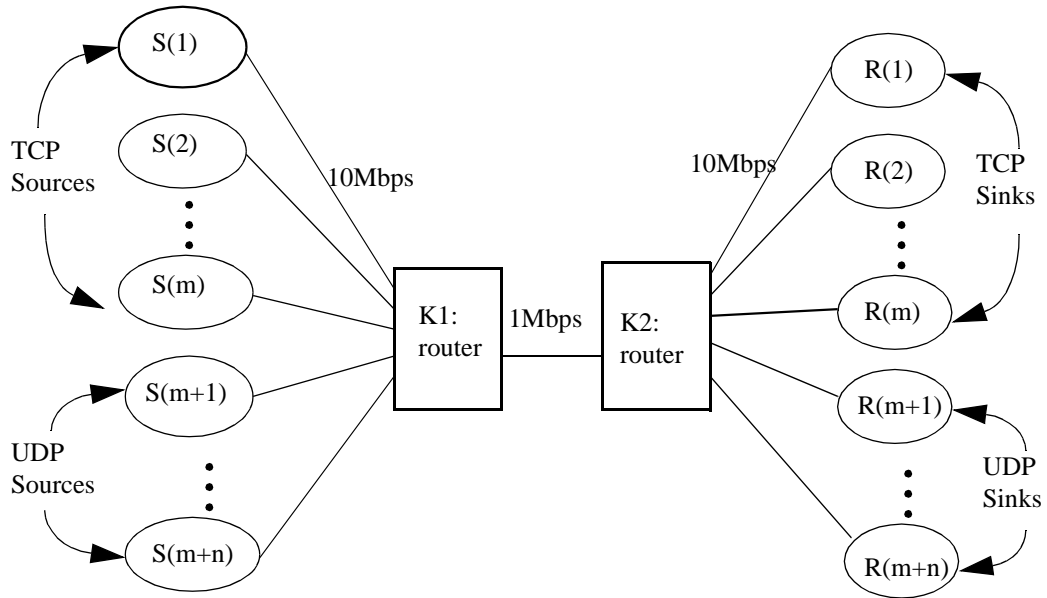 S(1)
S(2)
S(m)
TCP
Sources
10Mbps
S(m+1)
S(m+n)
UDP
Sources
K1:
router
1Mbps
K2:
router
10Mbps
R(1)
R(2)
R(m)
TCP
Sinks
R(m+1)
R(m+n)
UDP
Sinks